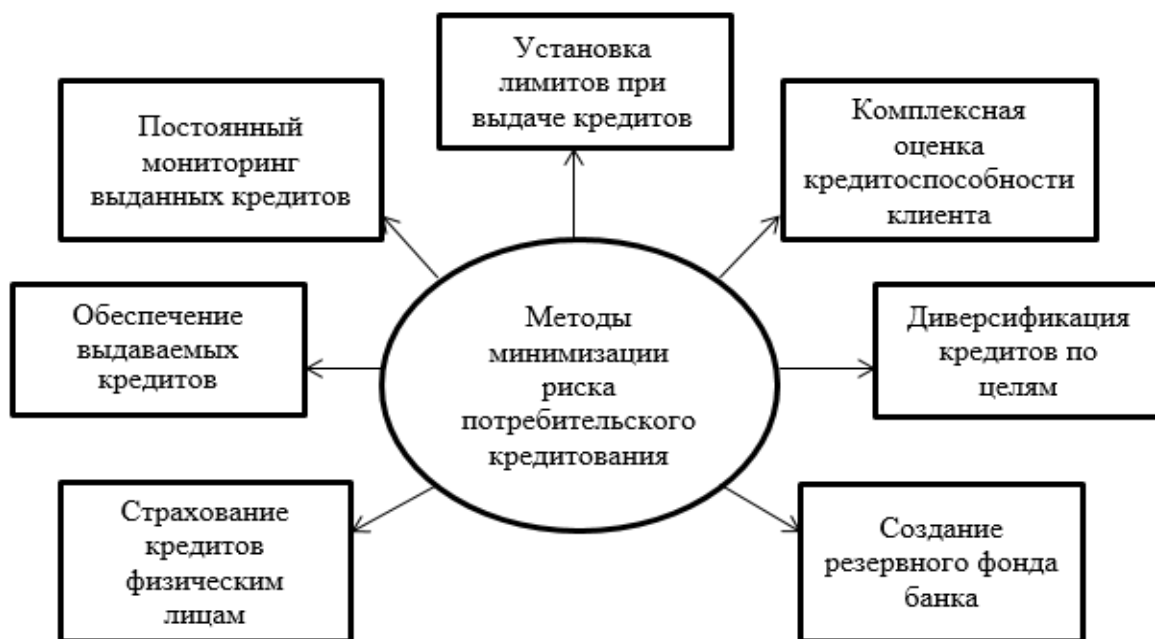 Установка
лимитов при
выдаче кредитов
Постоянный
мониторинг
выданных кредитов
Комплексная
оценка
кредитоспособности
клиента
Обеспечение
выдаваемых
кредитов
Методы
минимизации
риска
потребительского
кредитования
Диверсификация
кредитов по
целям
Страхование
кредитов
физическим
лицам
Создание
резервного фонда
банка